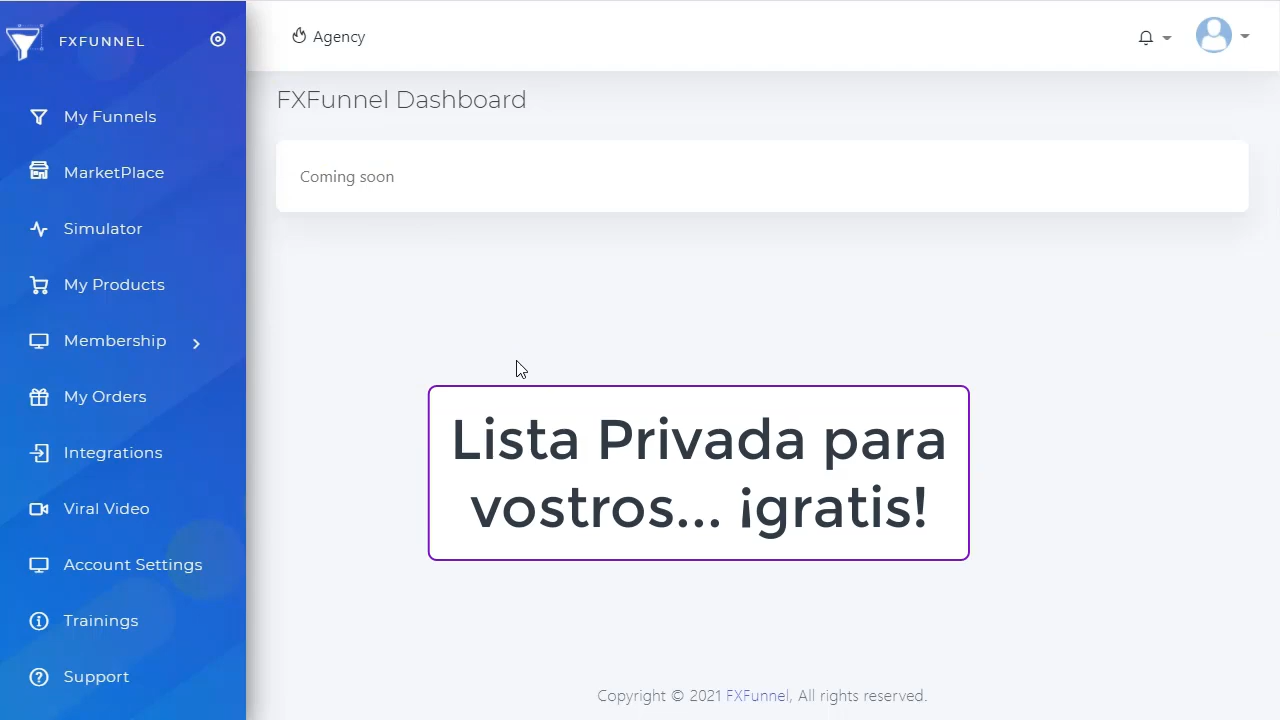 FXFUNNEL
Agency
My Funnels
MarketPlace
Simulator
My Products
Membership
My Orders
Integrations
Viral Video
Account Settings
Trainings
Support
FXFunnel Dashboard
Coming soon
Lista Privada para
vostros... ¡gratis!
Copyright © 2021 FXFunnel, All rights reserved.